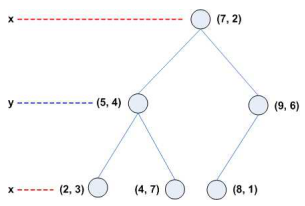 x (7, 2)
y (5, 4) (9, 6)
x (2, 3) (4, 7) (8, 1)